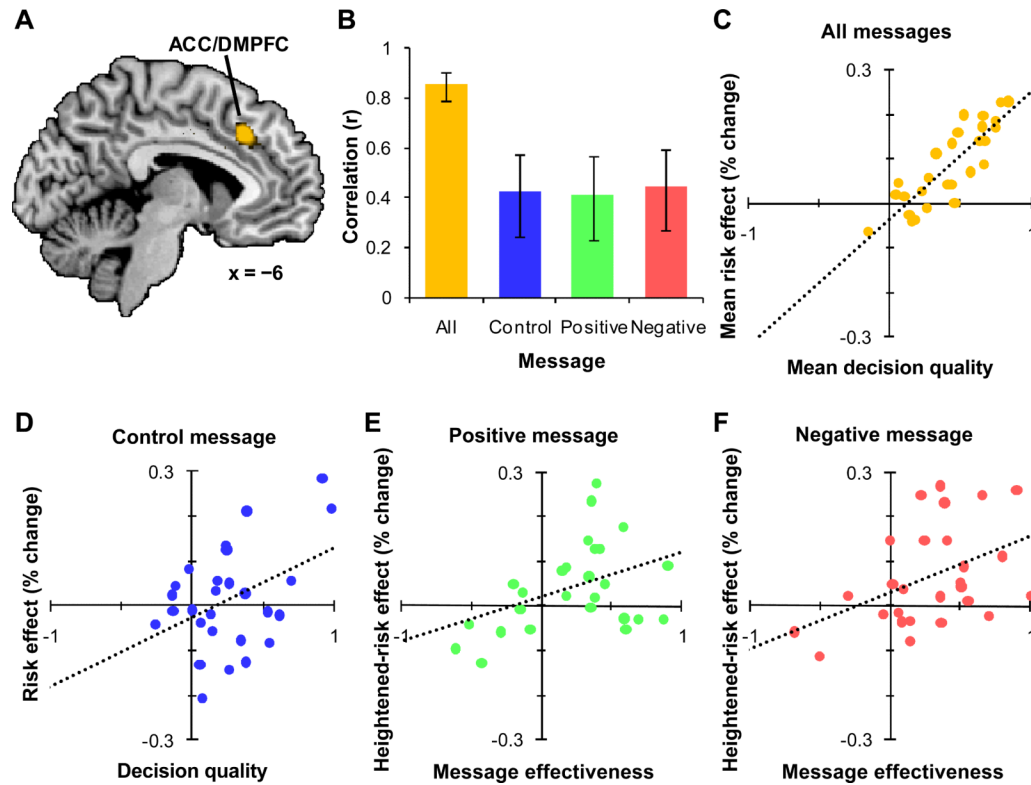 A
ACC/DMPFC
x = −6
B
Correlation (r)
1
0.8
0.6
0.4
0.2
0
All Control Positive Negative
Message
C
All messages
Mean risk effect (% change)
0.3
-1
1
-0.3
Mean decision quality
D
Control message
Risk effect (% change)
0.3
-1
1
-0.3
Decision quality
E
Positive message
Heightened-risk effect (% change)
0.3
-1
1
-0.3
Message effectiveness
F
Negative message
Heightened-risk effect (% change)
0.3
-1
1
-0.3
Message effectiveness